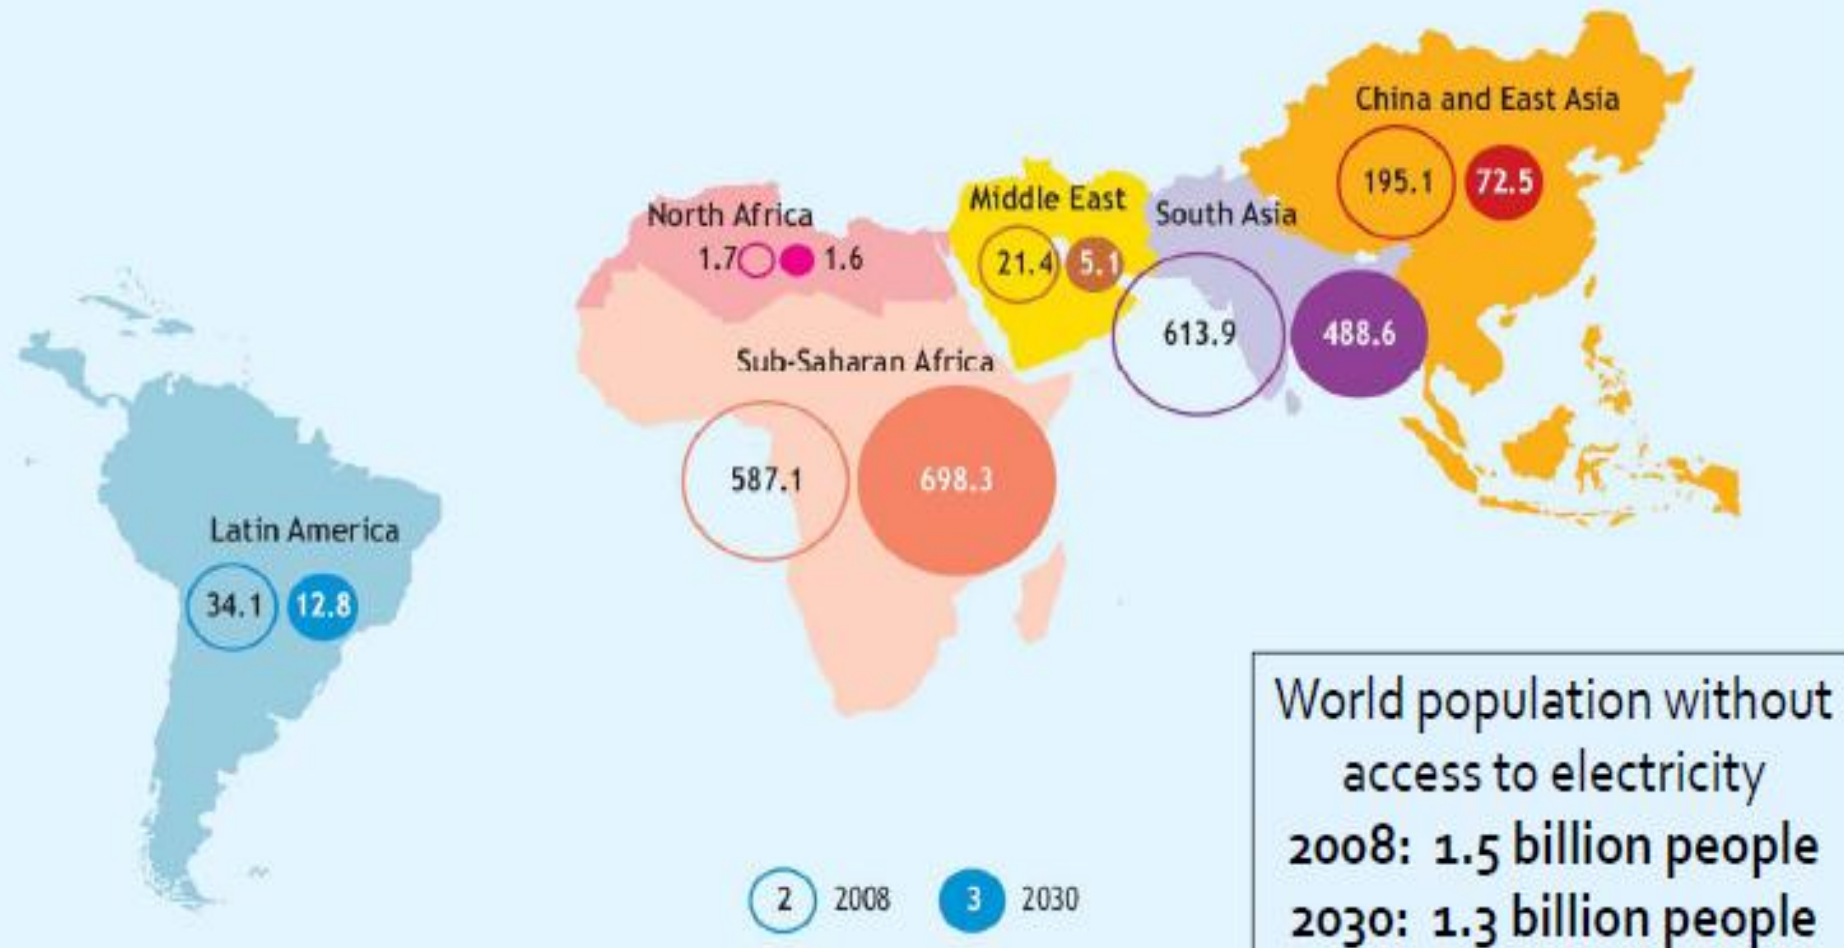 China and East Asia
195.1 72.5
North Africa
1.7 1.6
Middle East
21.4 5.1
South Asia
613.9 488.6
Sub-Saharan Africa
587.1 698.3
Latin America
34.1 12.8
2 2008 3 2030
World population without
access to electricity
2008: 1.5 billion people
2030: 1.3 billion people